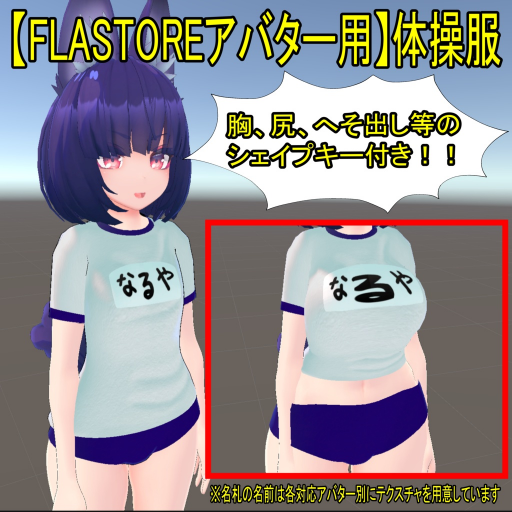 【FLASTOREアバター用】体操服
胸、尻、へそ出し等の
シェイプキー付き！！
なるや
なるや
※名札の名前は各対応アバター別にテクスチャを用意しています